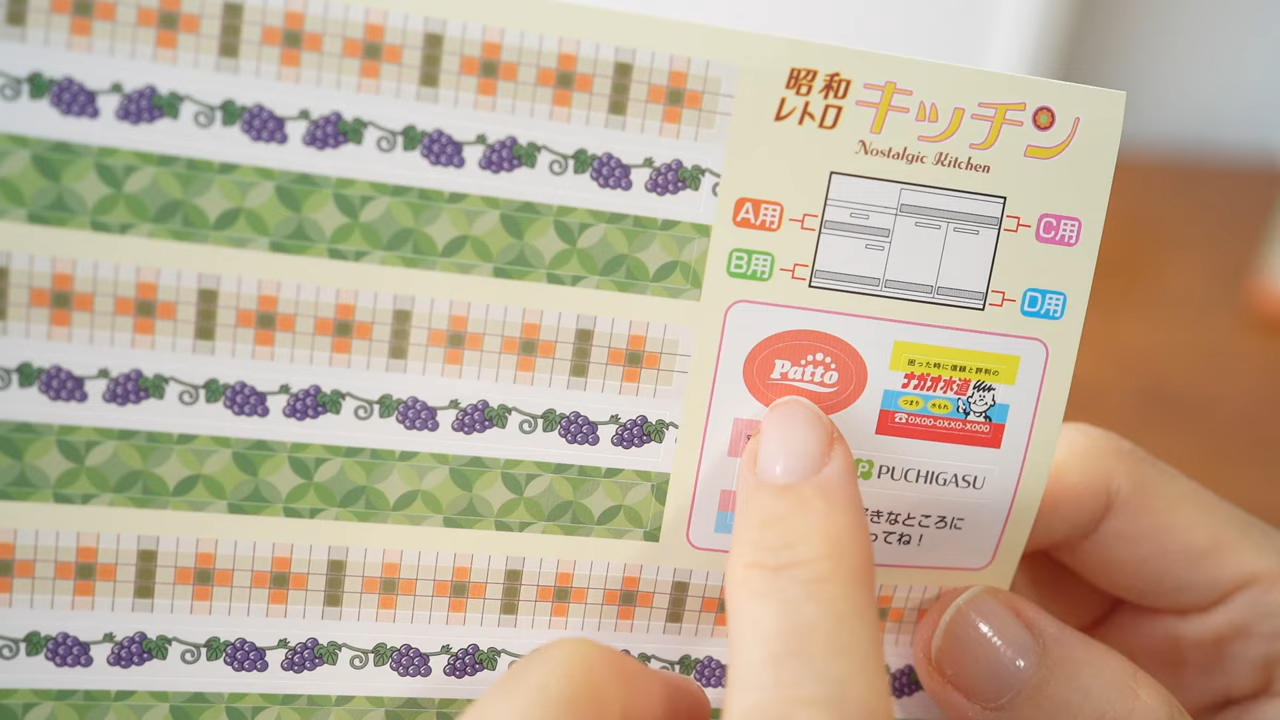 昭和
レトロ
キッチン
Nostalgic Kitchen
A用
B用
C用
D用
Patto
困った時に信頼と評判の
ナガオ水道
つまり
水もれ
0X00-0XX0-X000
P PUCHIGASU
きなところに
ってね!